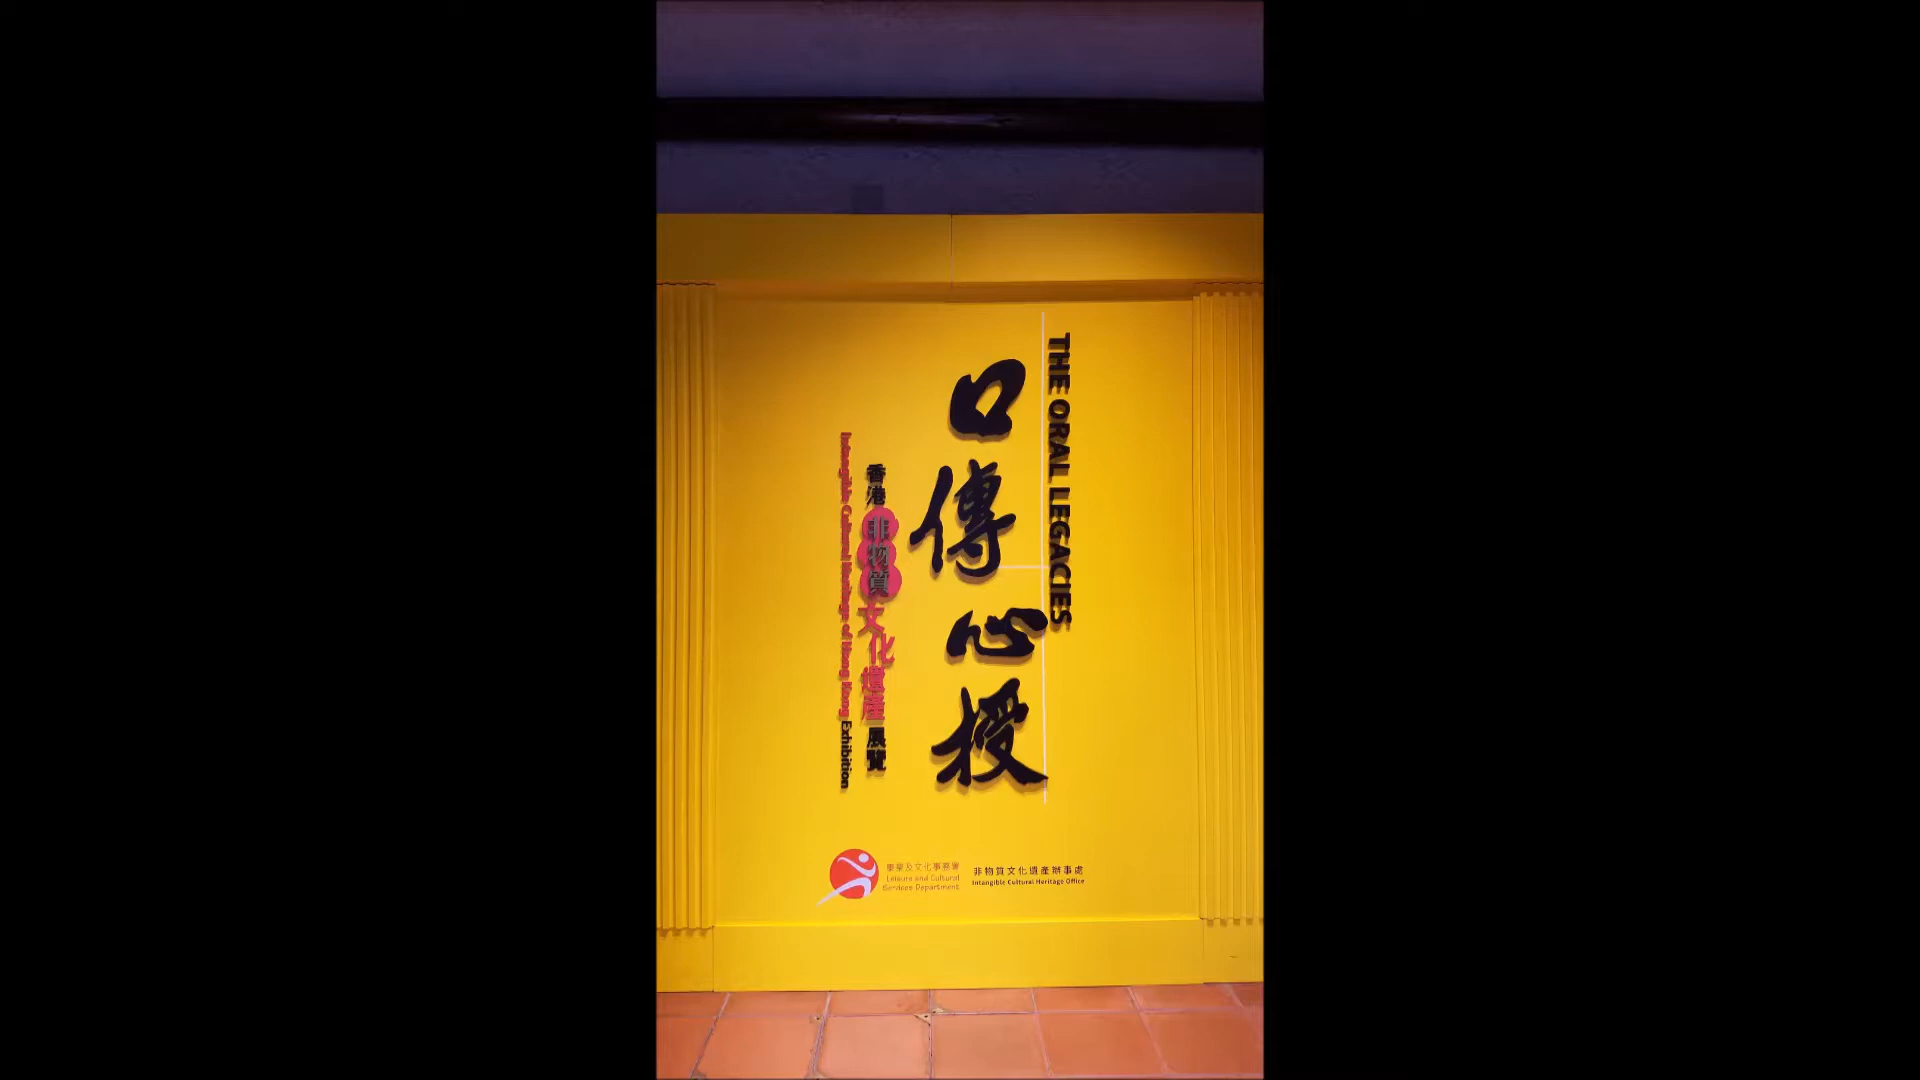 THE ORAL LEGACIES
口傳心授
香港非物質文化遺產展覽
Intangible Cultural Heritage of Hong Kong Exhibition
康樂及文化事務署
Leisure and Cultural
Services Department
非物質文化遺產辦事處
Intangible Cultural Heritage Office